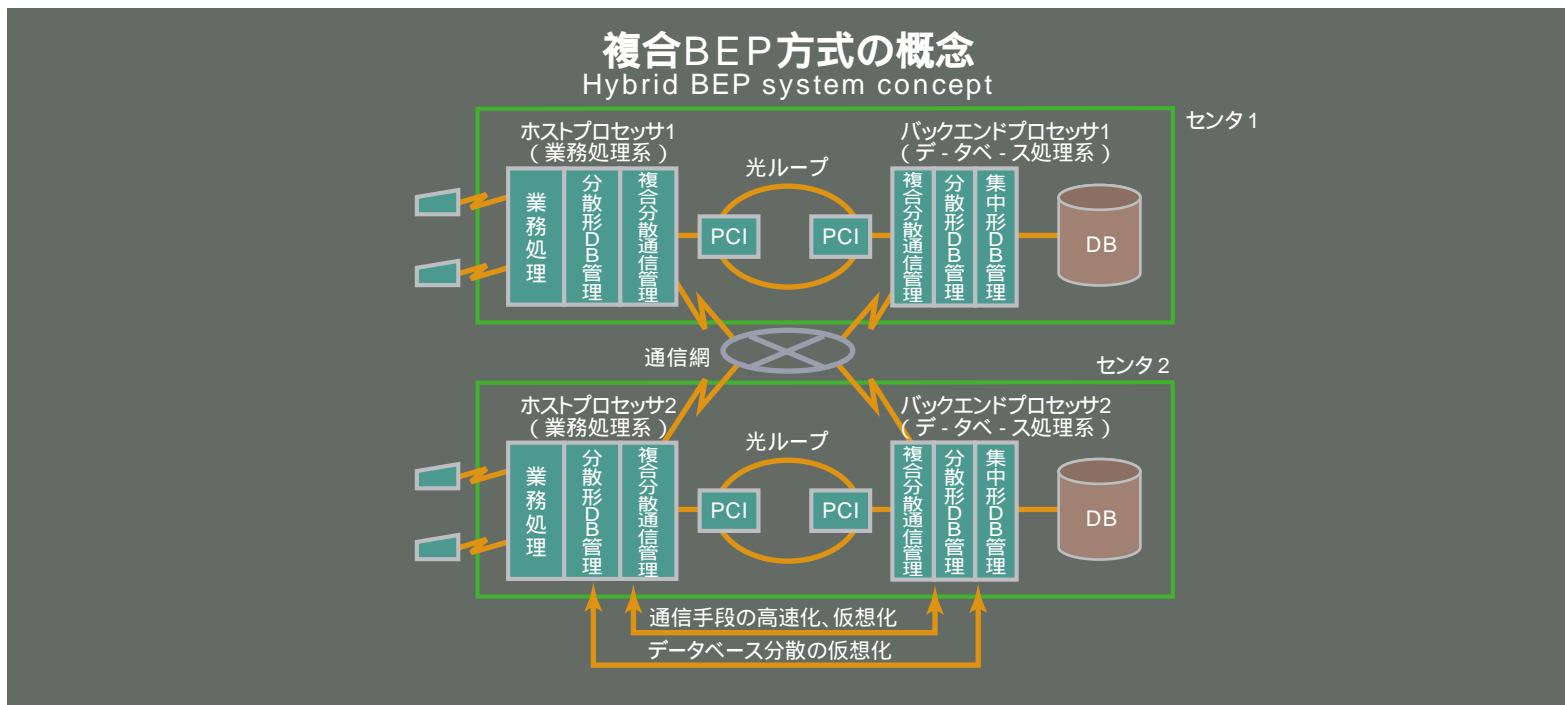 複合BEP方式の概念
Hybrid BEP system concept
センタ1
ホストプロセッサ1
(業務処理系)
業務処理
分散形DB管理
複合分散通信管理
光ループ
PCI
PCI
バックエンドプロセッサ1
(デ-タベ-ス処理系)
複合分散通信管理
分散形DB管理
集中形DB管理
DB
通信網
センタ2
ホストプロセッサ2
(業務処理系)
業務処理
分散形DB管理
複合分散通信管理
光ループ
PCI
PCI
バックエンドプロセッサ2
(デ-タベ-ス処理系)
複合分散通信管理
分散形DB管理
集中形DB管理
DB
通信手段の高速化、仮想化
データベース分散の仮想化